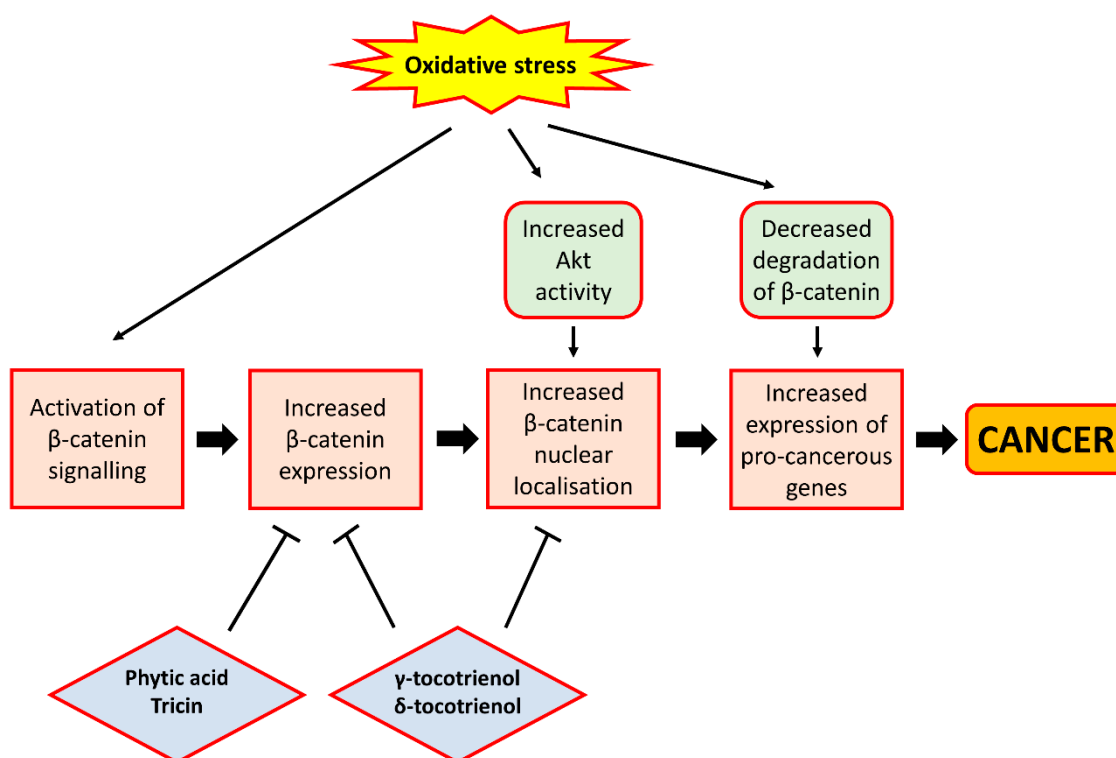 Oxidative stress
Increased
Akt
activity
Decreased
degradation
of β-catenin
Activation of
β-catenin
signalling
Increased
β-catenin
expression
Increased
β-catenin
nuclear
localisation
Increased
expression of
pro-cancerous
genes
CANCER
Phytic acid
Tricin
γ-tocotrienol
δ-tocotrienol